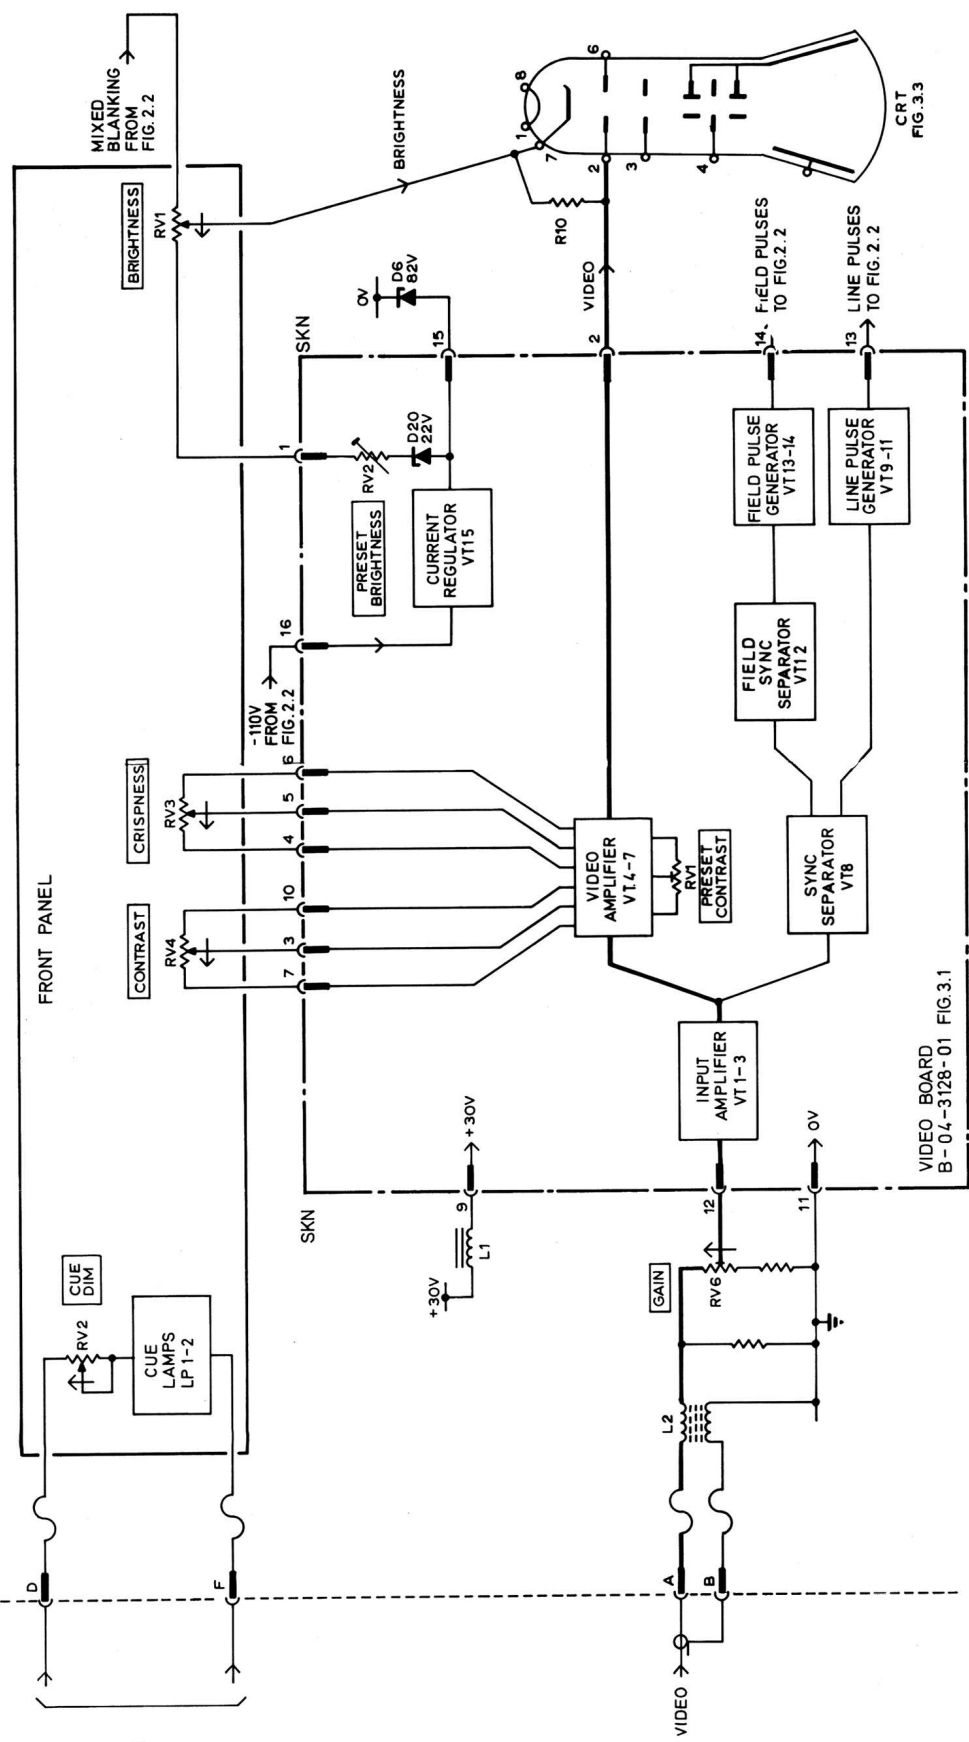 FRONT PANEL
MIXED
BLANKING
FROM
FIG.2.2
CUE
DIM
RV2
CUE
LAMPS
LP1-2
D
F
CONTRAST
RV4
CRISPNESS
RV3
BRIGHTNESS
RV1
BRIGHTNESS
SKN
7
3
10
4
5
6
-110V
FROM
FIG.2.2
16
1
SKN
PRESET
BRIGHTNESS
RV2
D20
22V
CURRENT
REGULATOR
VT15
15
0V
D6
82V
+30V
L1
9
+30V
VIDEO
AMPLIFIER
VT.4-7
RV1
PRESET
CONTRAST
2
VIDEO
R10
1
8
7
2
6
3
4
CRT
FIG.3.3
VIDEO
A
B
L2
GAIN
RV6
12
11
0V
INPUT
AMPLIFIER
VT1-3
SYNC
SEPARATOR
VT8
FIELD
SYNC
SEPARATOR
VT12
FIELD PULSE
GENERATOR
VT13-14
14
FIELD PULSES
TO FIG.2.2
LINE PULSE
GENERATOR
VT9-11
13
LINE PULSES
TO FIG.2.2
VIDEO BOARD
B-04-3128-01 FIG.3.1